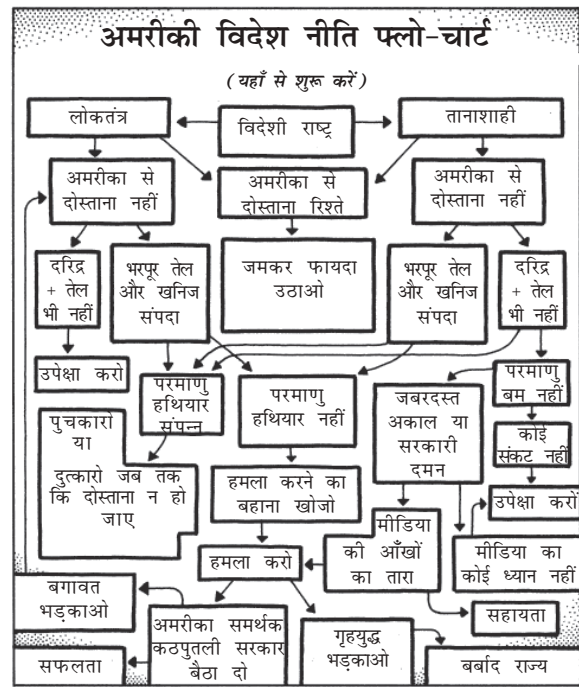 अमरीकी विदेश नीति फ्लो-चार्ट
(यहाँ से शुरू करें)
लोकतंत्र
विदेशी राष्ट्र
तानाशाही
अमरीका से
दोस्ताना नहीं
अमरीका से
दोस्ताना रिश्ते
अमरीका से
दोस्ताना नहीं
दरिद्र
+ तेल
भी नहीं
भरपूर तेल
और खनिज
संपदा
जमकर फायदा
उठाओ
भरपूर तेल
और खनिज
संपदा
दरिद्र
+ तेल
भी नहीं
उपेक्षा करो
परमाणु
हथियार
संपन्न
परमाणु
हथियार नहीं
जबरदस्त
अकाल या
सरकारी
दमन
परमाणु
बम नहीं
पुचकारो
या
दुत्कारो जब तक
कि दोस्ताना न हो
जाए
कोई
संकट नहीं
हमला करने का
बहाना खोजो
उपेक्षा करों
मीडिया
की आँखों
का तारा
मीडिया का
कोई ध्यान नहीं
हमला करो
बगावत
भड़काओ
सहायता
अमरीका समर्थक
कठपुतली सरकार
बैठा दो
गृहयुद्ध
भड़काओ
सफलता
बर्बाद राज्य